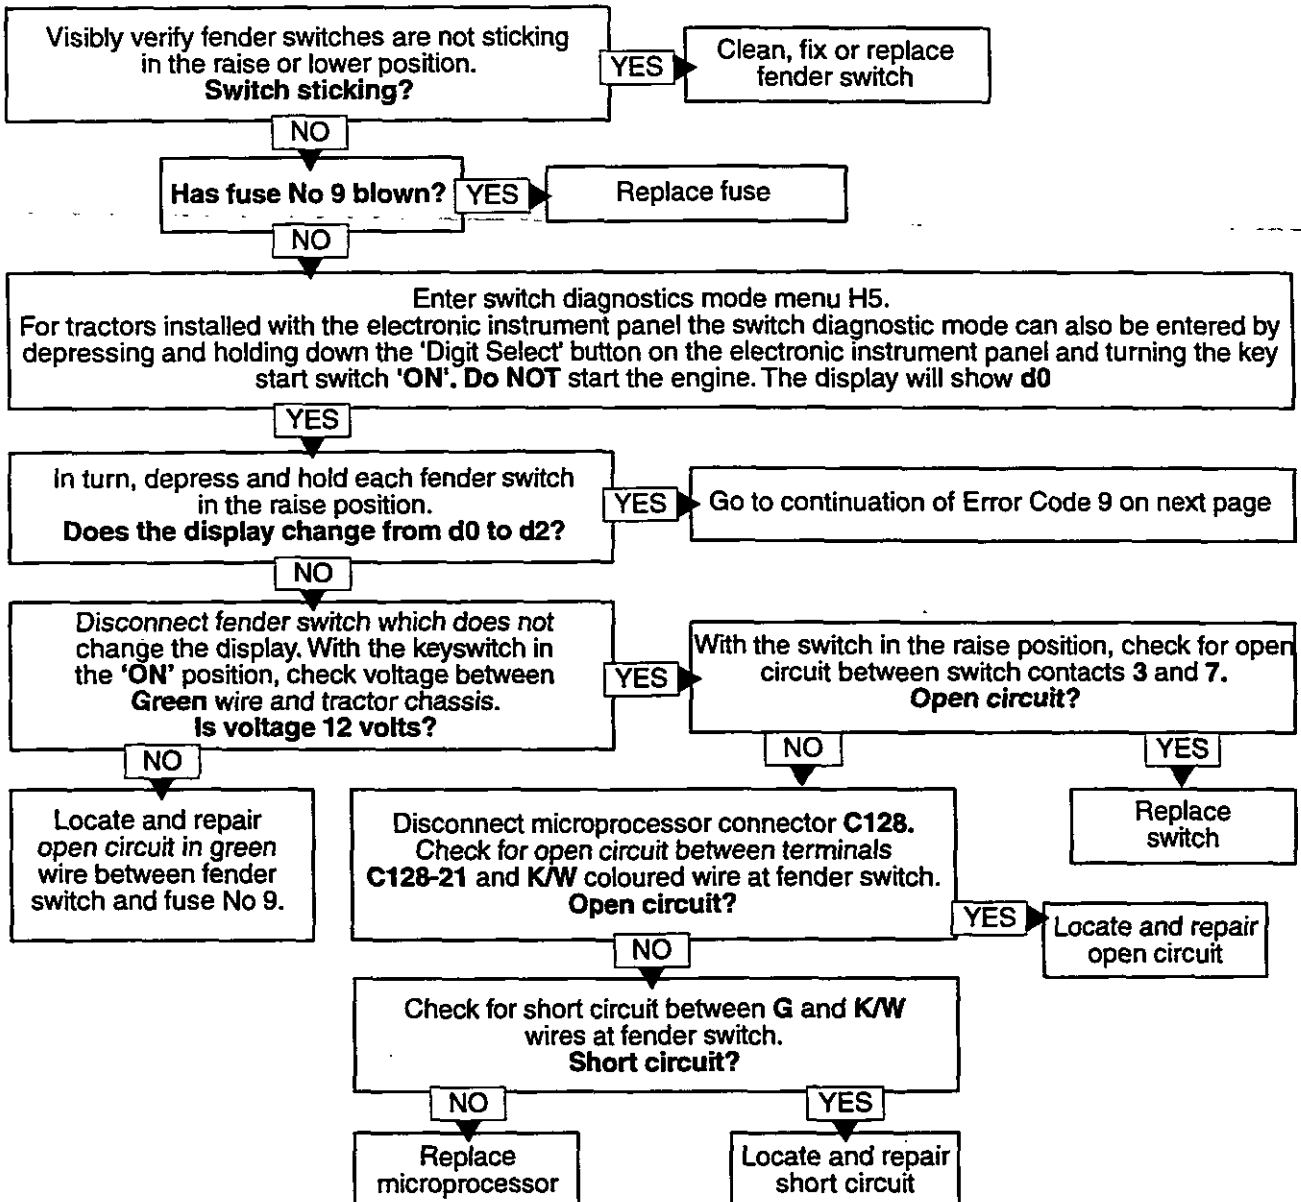 Visibly verify fender switches are not sticking
in the raise or lower position.
Switch sticking?
YES
Clean, fix or replace
fender switch
NO
Has fuse No 9 blown?
YES
Replace fuse
NO
Enter switch diagnostics mode menu H5.
For tractors installed with the electronic instrument panel the switch diagnostic mode can also be entered by
depressing and holding down the 'Digit Select' button on the electronic instrument panel and turning the key
start switch 'ON'. Do NOT start the engine. The display will show d0
YES
In turn, depress and hold each fender switch
in the raise position.
Does the display change from d0 to d2?
YES
Go to continuation of Error Code 9 on next page
NO
Disconnect fender switch which does not
change the display. With the keyswitch in
the 'ON' position, check voltage between
Green wire and tractor chassis.
Is voltage 12 volts?
YES
With the switch in the raise position, check for open
circuit between switch contacts 3 and 7.
Open circuit?
NO
NO
YES
Locate and repair
open circuit in green
wire between fender
switch and fuse No 9.
Disconnect microprocessor connector C128.
Check for open circuit between terminals
C128-21 and K/W coloured wire at fender switch.
Open circuit?
Replace
switch
YES
Locate and repair
open circuit
NO
Check for short circuit between G and K/W
wires at fender switch.
Short circuit?
NO
YES
Replace
microprocessor
Locate and repair
short circuit